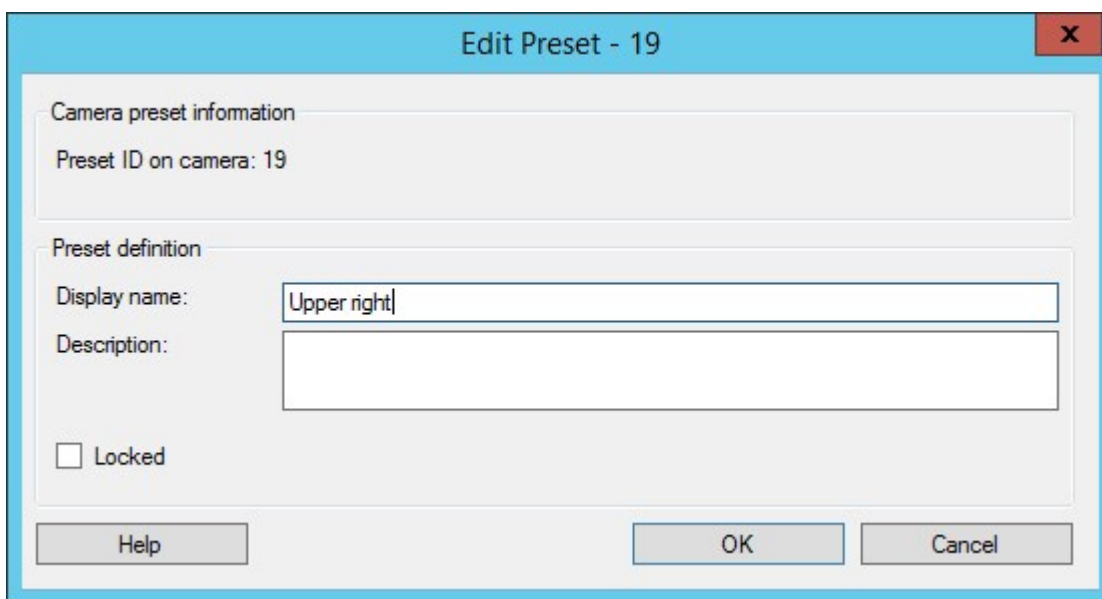 Edit Preset - 19
x
Camera preset information
Preset ID on camera: 19
Preset definition
Display name:
Upper right
Description:
Locked
Help
OK
Cancel